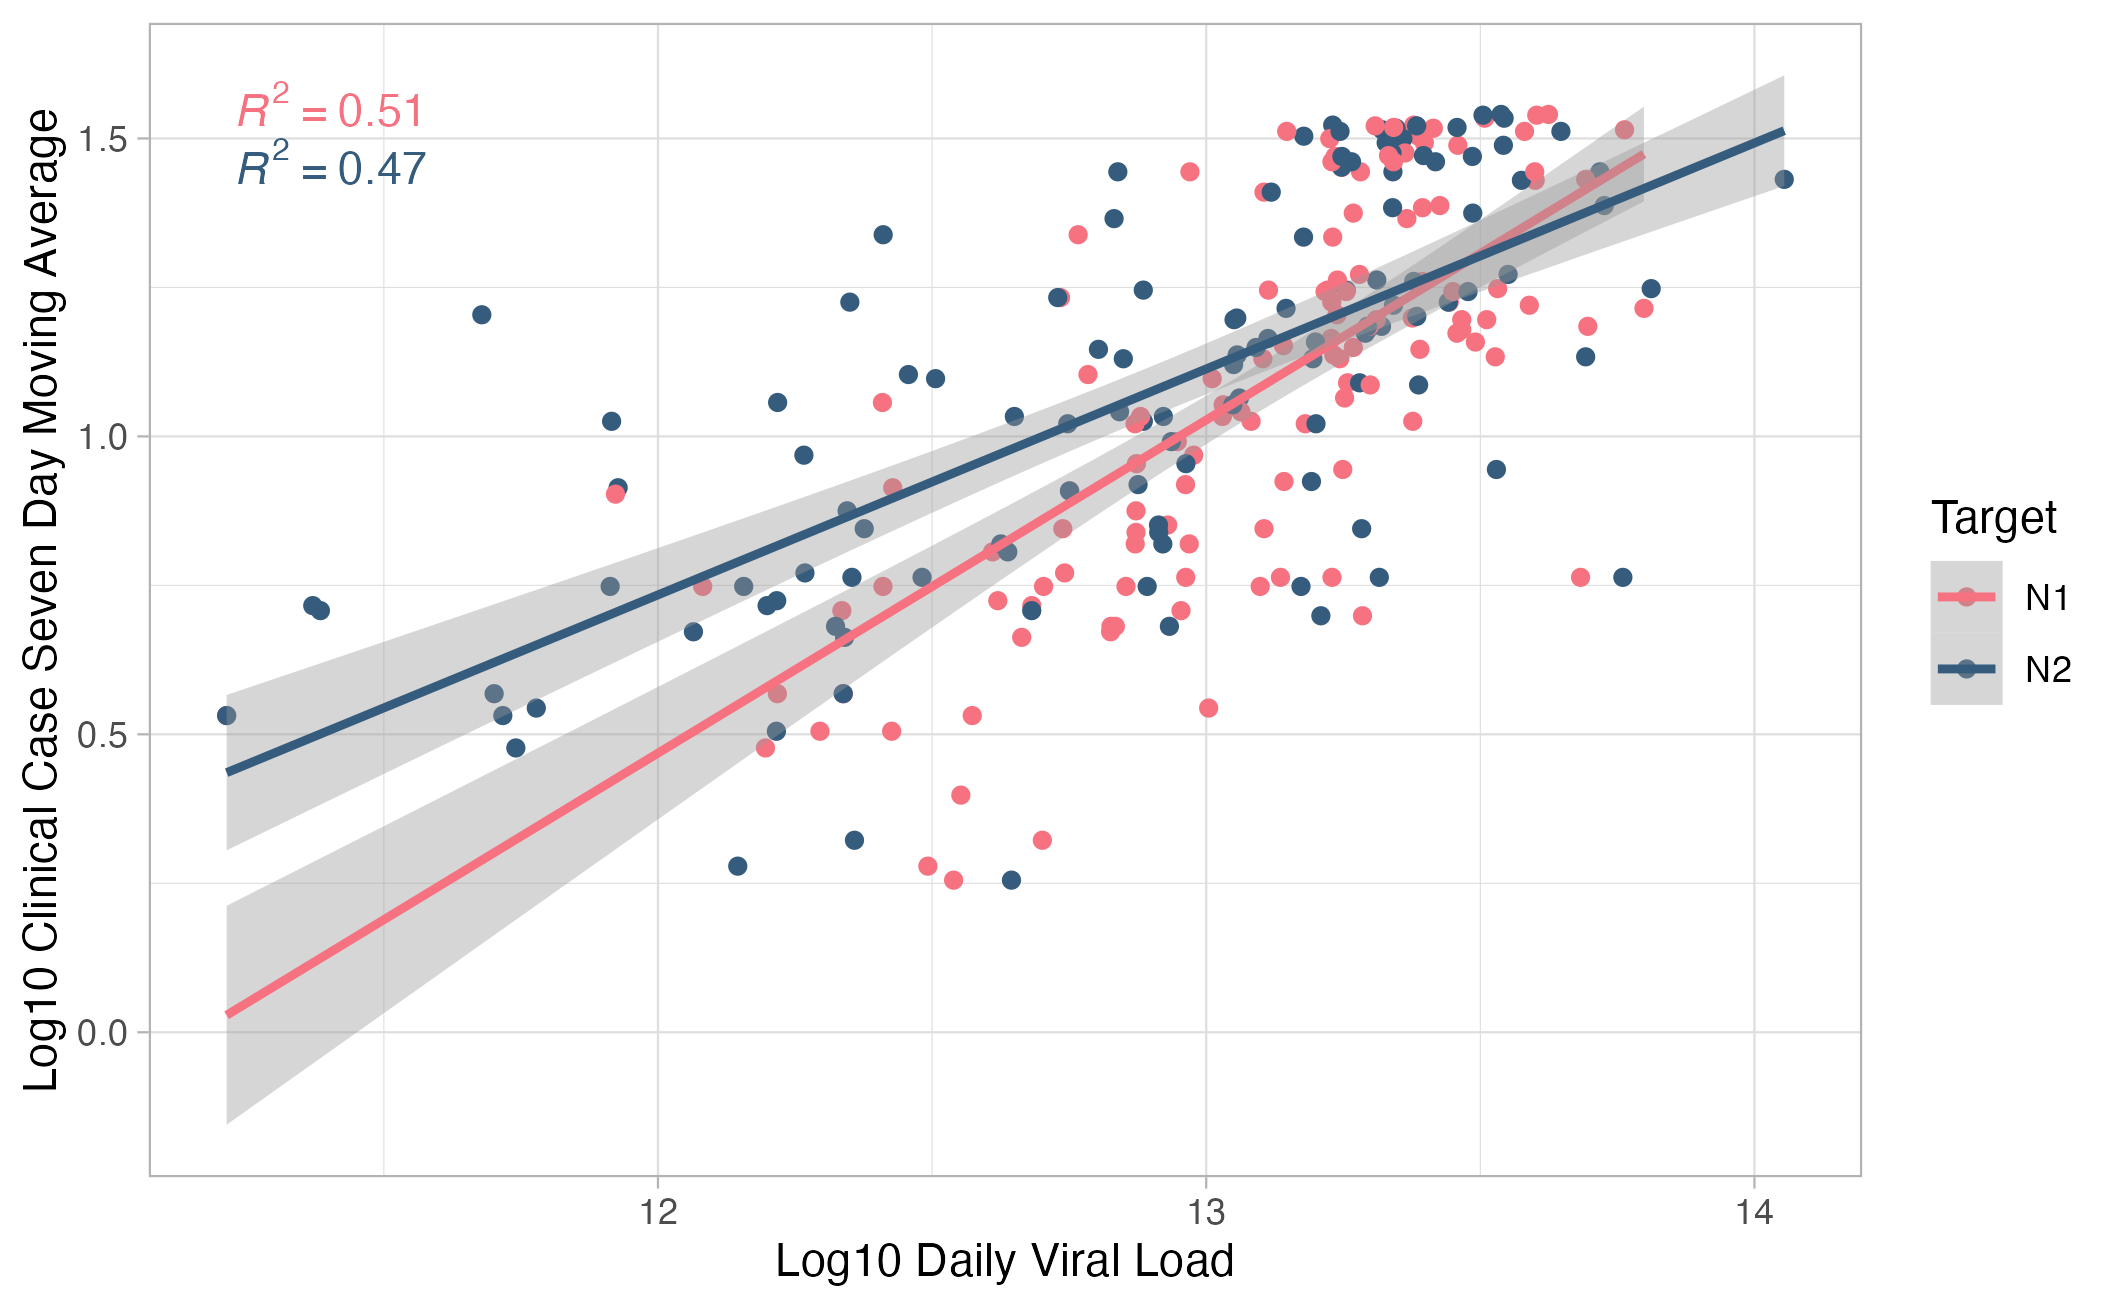 R² = 0.51
R² = 0.47
Log10 Clinical Case Seven Day Moving Average
1.5
1.0
0.5
0.0
12
13
14
Log10 Daily Viral Load
Target
N1
N2